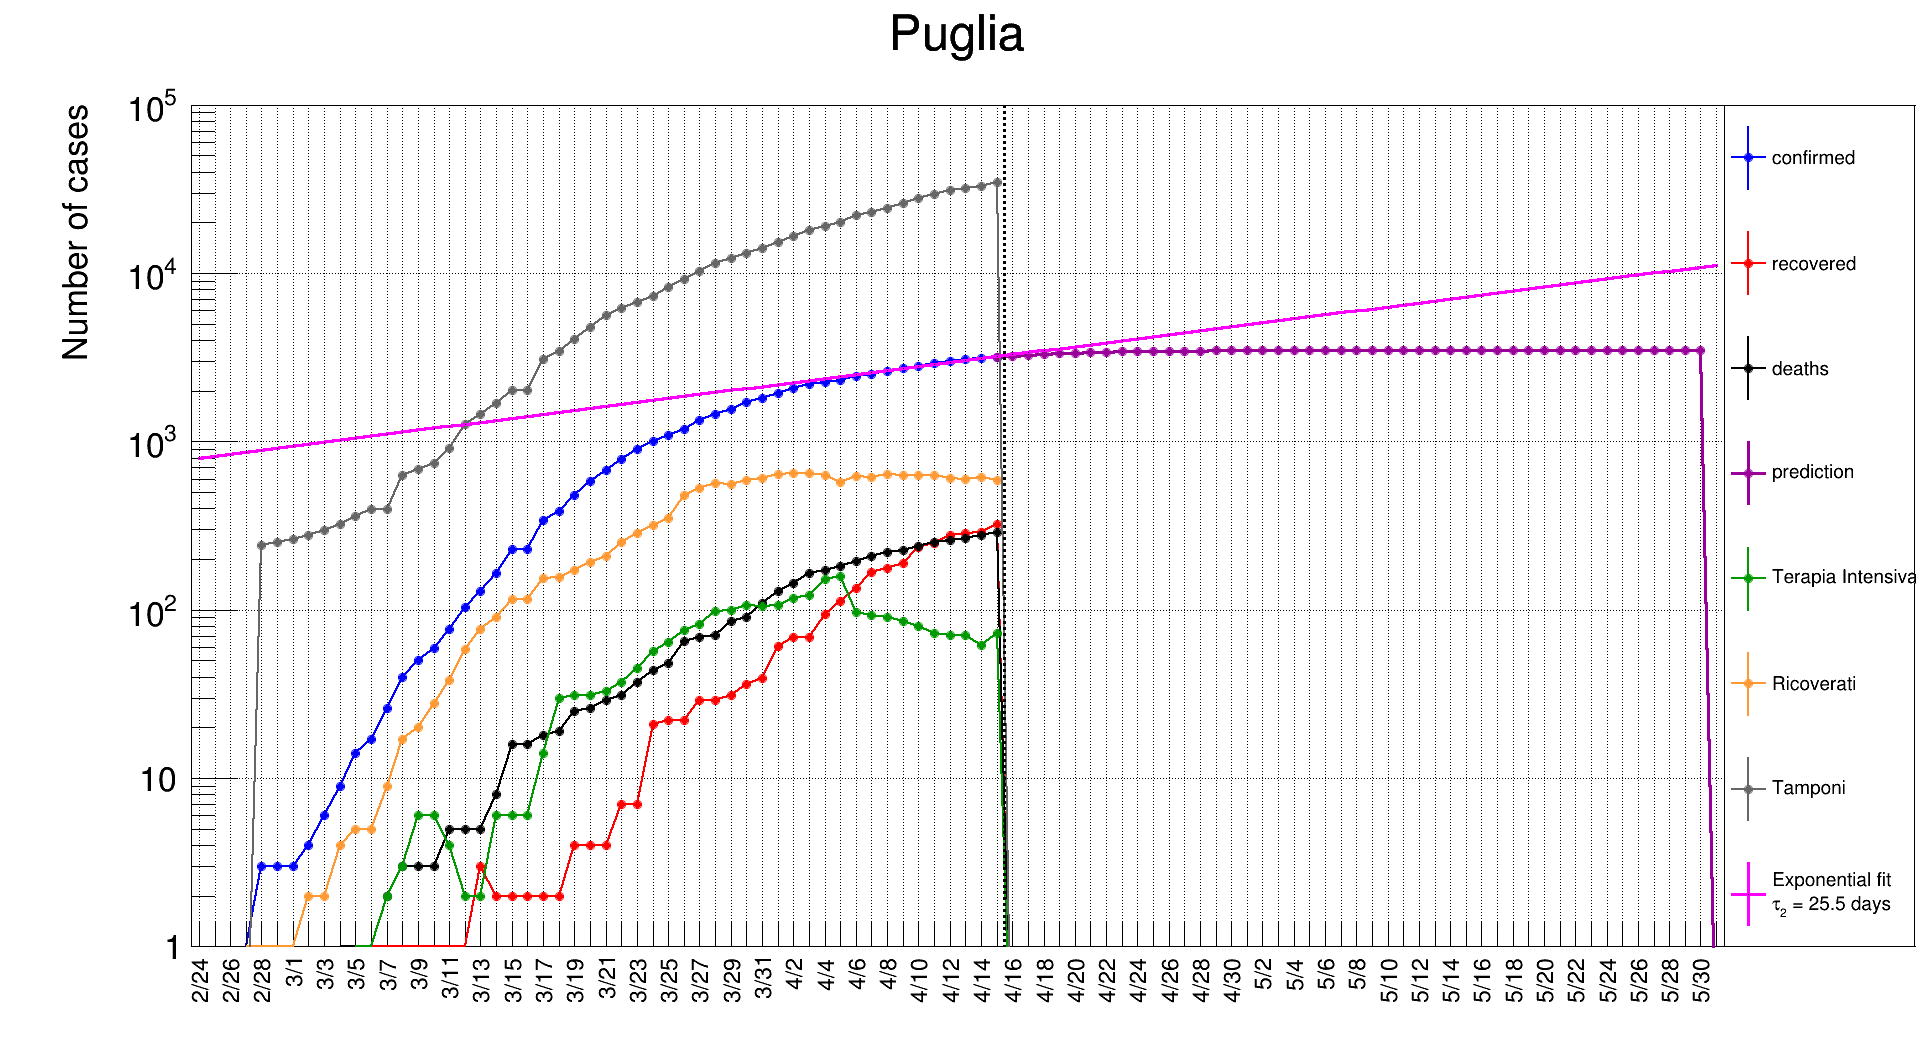 Puglia
Number of cases
10^5
10^4
10^3
10^2
10
1
2/24 2/26 2/28 3/1 3/3 3/5 3/7 3/9 3/11 3/13 3/15 3/17 3/19 3/21 3/23 3/25 3/27 3/29 3/31 4/2 4/4 4/6 4/8 4/10 4/12 4/14 4/16 4/18 4/20 4/22 4/24 4/26 4/28 4/30 5/2 5/4 5/6 5/8 5/10 5/12 5/14 5/16 5/18 5/20 5/22 5/24 5/26 5/28 5/30
confirmed
recovered
deaths
prediction
Terapia Intensiva
Ricoverati
Tamponi
Exponential fit
τ₂ = 25.5 days